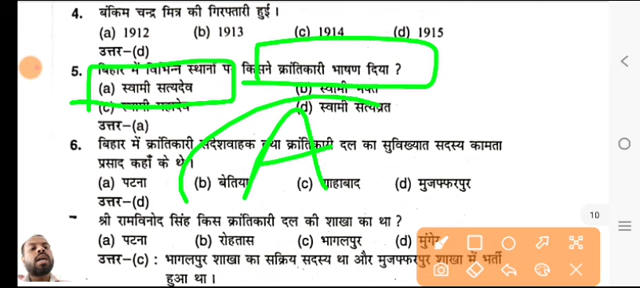 4. बंकिम चन्द्र मित्र की गिरफ्तारी हुई ।
(a) 1912 (b) 1913 (c) 1914 (d) 1915
उत्तर–(d)
5. बिहार में विभिन्न स्थानों प किसने क्रांतिकारी भाषण दिया ?
(a) स्वामी सत्यदेव (b) स्वामी भक्त
(c) स्वामी महादेव (d) स्वामी सत्यव्रत
उत्तर–(a)
A
6. बिहार में क्रांतिकारी संदेशवाहक तथा क्रांतिकारी दल का सुविख्यात सदस्य कामता
प्रसाद कहाँ के थे ।
(a) पटना (b) बेतिया (c) शाहाबाद (d) मुजफ्फरपुर
उत्तर–(d)
श्री रामविनोद सिंह किस क्रांतिकारी दल की शाखा का था ?
10
(a) पटना (b) रोहतास (c) भागलपुर (d) मुंगेर
उत्तर–(c) : भागलपुर शाखा का सक्रिय सदस्य था और मुजफ्फरपुर शाखा में भर्ती
हुआ था ।